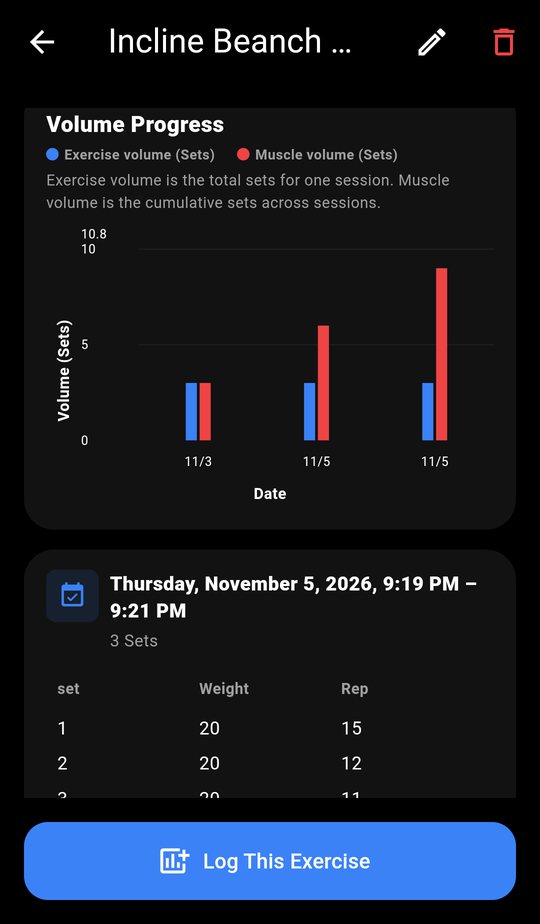 Incline Beanch ...
Volume Progress
Exercise volume (Sets) Muscle volume (Sets)
Exercise volume is the total sets for one session. Muscle
volume is the cumulative sets across sessions.
10.8
10
5
0
Volume (Sets)
11/3 11/5 11/5
Date
Thursday, November 5, 2026, 9:19 PM –
9:21 PM
3 Sets
set Weight Rep
1 20 15
2 20 12
3 20 11
Log This Exercise